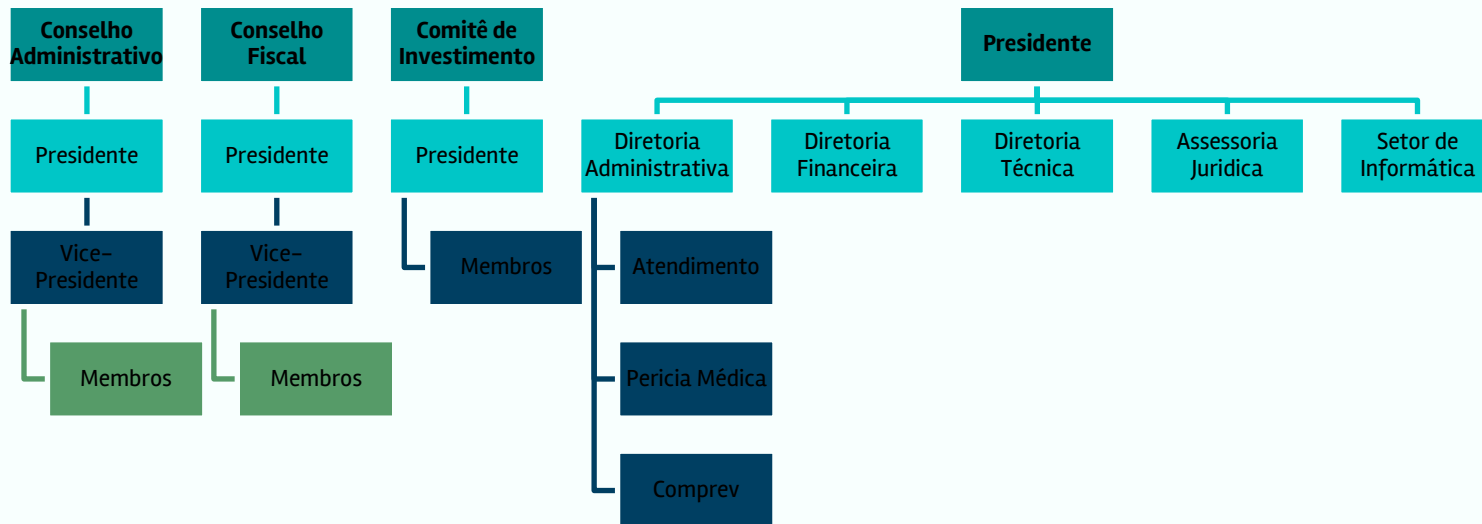 Conselho
Administrativo
Conselho
Fiscal
Comitê de
Investimento
Presidente
Presidente
Presidente
Presidente
Diretoria
Administrativa
Diretoria
Financeira
Diretoria
Técnica
Assessoria
Juridica
Setor de
Informática
Vice-
Presidente
Vice-
Presidente
Membros
Atendimento
Membros
Membros
Pericia Médica
Comprev